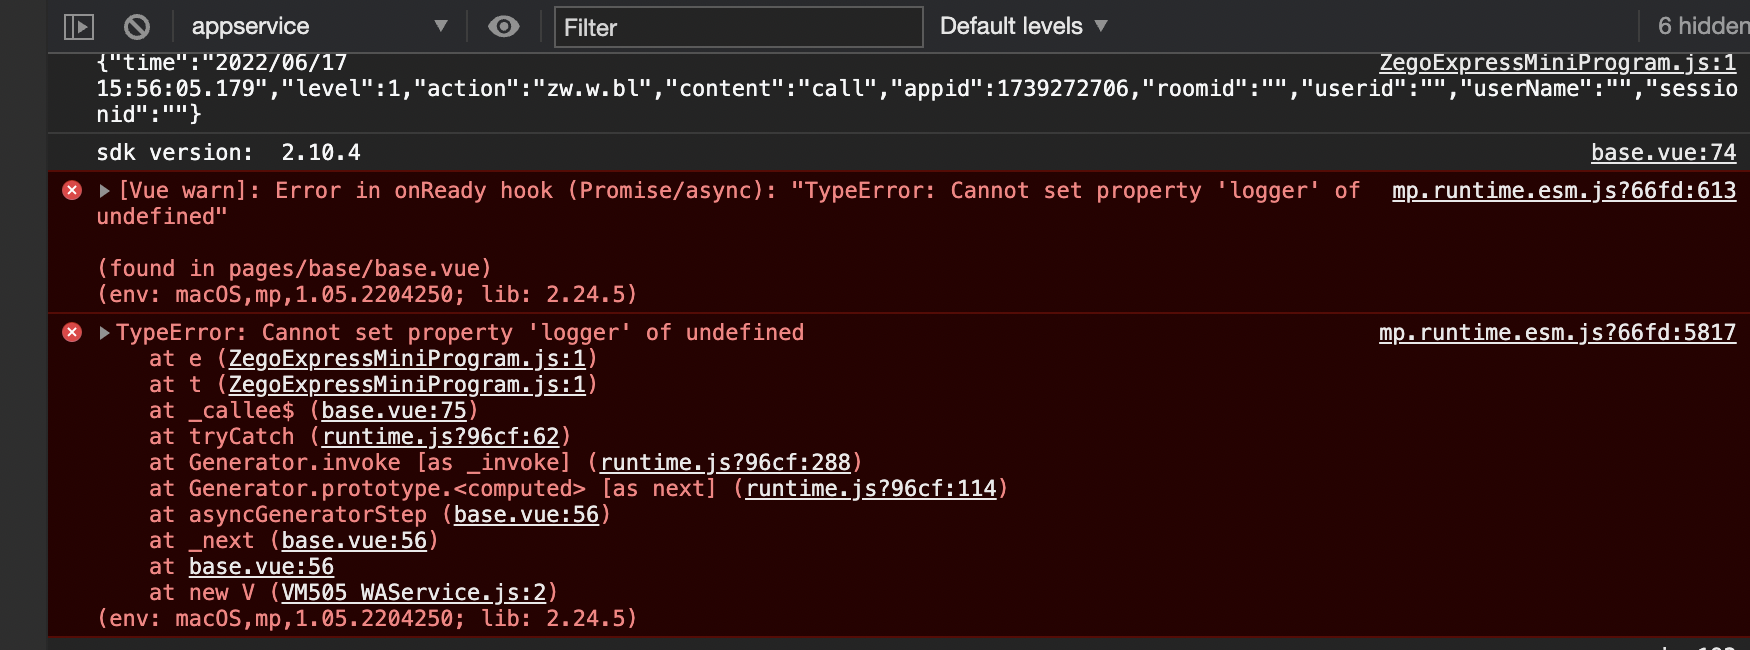 appservice Filter Default levels 6 hidden
{"time":"2022/06/17 ZegoExpressMiniProgram.js:1
15:56:05.179","level":1,"action":"zw.w.bl","content":"call","appid":1739272706,"roomid":"","userid":"","userName":"","sessio
nid":""}
sdk version:  2.10.4 base.vue:74
[Vue warn]: Error in onReady hook (Promise/async): "TypeError: Cannot set property 'logger' of mp.runtime.esm.js?66fd:613
undefined"
(found in pages/base/base.vue)
(env: macOS,mp,1.05.2204250; lib: 2.24.5)
TypeError: Cannot set property 'logger' of undefined mp.runtime.esm.js?66fd:5817
at e (ZegoExpressMiniProgram.js:1)
at t (ZegoExpressMiniProgram.js:1)
at _callee$ (base.vue:75)
at tryCatch (runtime.js?96cf:62)
at Generator.invoke [as _invoke] (runtime.js?96cf:288)
at Generator.prototype.<computed> [as next] (runtime.js?96cf:114)
at asyncGeneratorStep (base.vue:56)
at _next (base.vue:56)
at base.vue:56
at new V (VM505 WAService.js:2)
(env: macOS,mp,1.05.2204250; lib: 2.24.5)